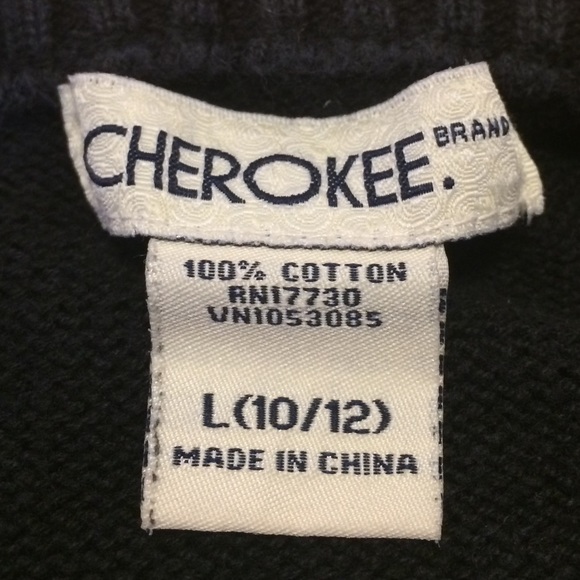 CHEROKEE. BRAND
100% COTTON
RN17730
VN1053085
L(10/12)
MADE IN CHINA